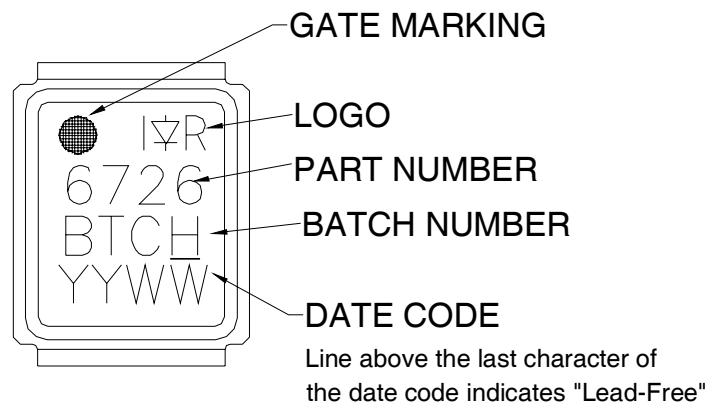 GATE MARKING
I R
LOGO
6726
PART NUMBER
BTCH
BATCH NUMBER
YYWW
DATE CODE
Line above the last character of
the date code indicates "Lead-Free"